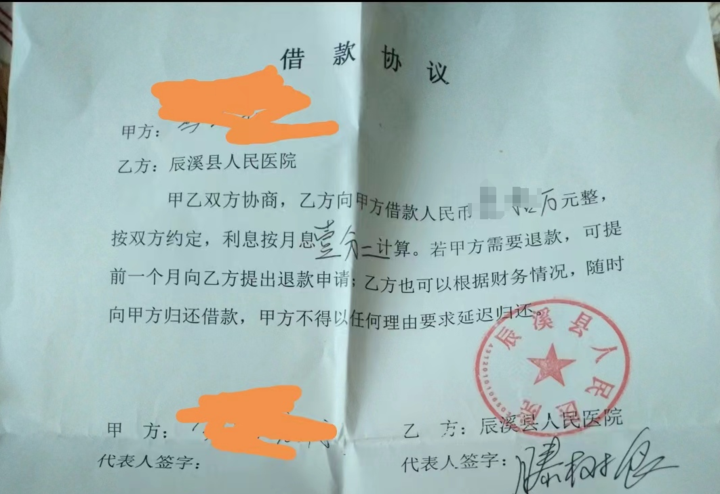 借款协议
甲方：
乙方：辰溪县人民医院
甲乙双方协商，乙方向甲方借款人民币 拾万元整，
按双方约定，利息按月息壹分二计算。若甲方需要退款，可提
前一个月向乙方提出退款申请；乙方也可以根据财务情况，随时
向甲方归还借款，甲方不得以任何理由要求延迟归还。
辰溪县人民医院
甲 方： 乙 方：辰溪县人民医院
代表人签字： 代表人签字：滕树